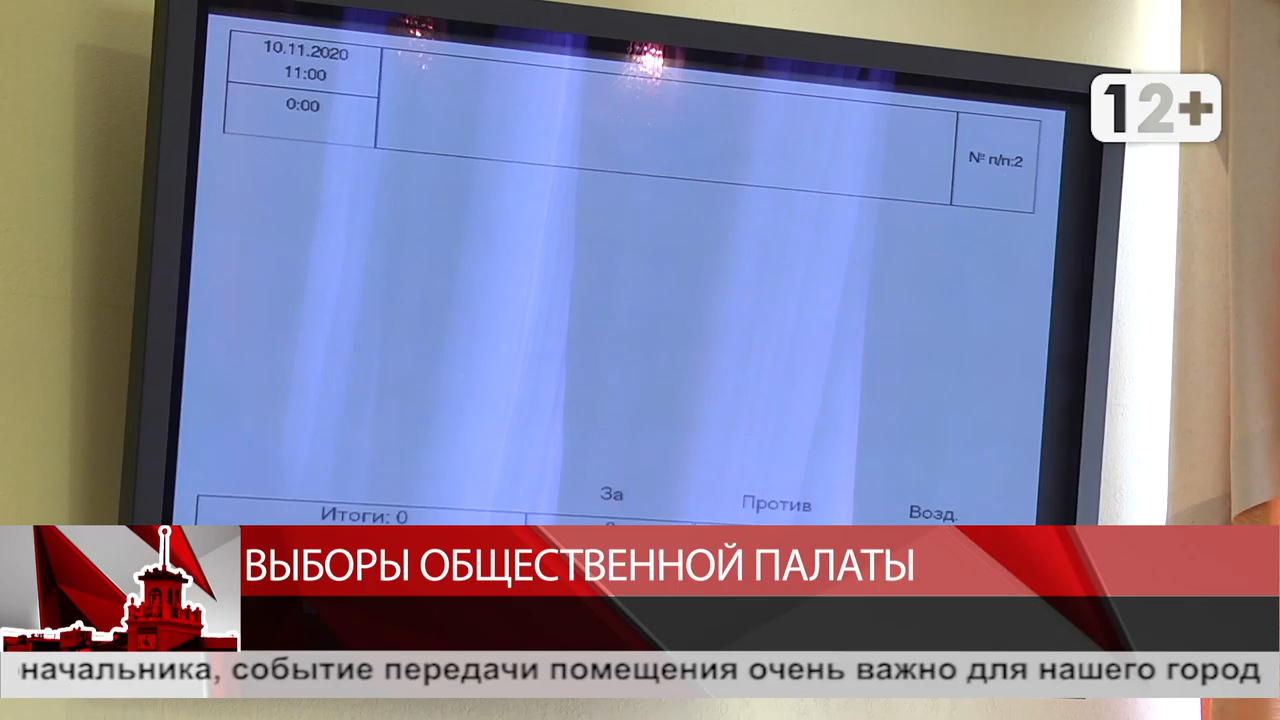 10.11.2020
11:00
0:00
№ п/п:2
12+
За
Против
Возд.
Итоги: 0
ВЫБОРЫ ОБЩЕСТВЕННОЙ ПАЛАТЫ
начальника, событие передачи помещения очень важно для нашего город